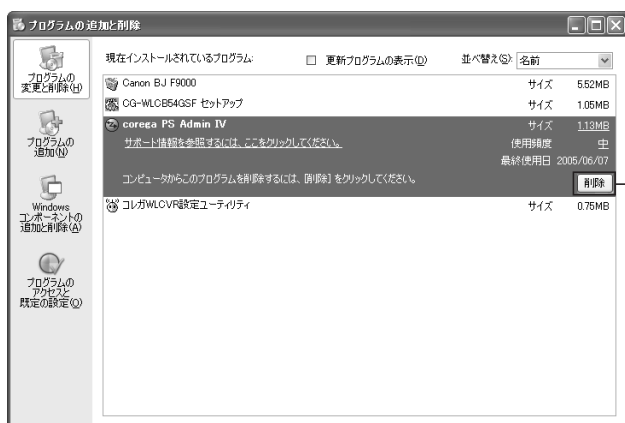 プログラムの追加と削除
プログラムの
変更と削除(H)
プログラムの
追加(N)
Windows
コンポーネントの
追加と削除(A)
プログラムの
アクセスと
既定の設定(O)
現在インストールされているプログラム:
更新プログラムの表示(D)
並べ替え(S): 名前
Canon BJ F9000 サイズ 5.52MB
CG-WLCB54GSF セットアップ サイズ 1.05MB
corega PS Admin IV サイズ 1.13MB
サポート情報を参照するには、ここをクリックしてください。 使用頻度 中
最終使用日 2005/06/07
コンピュータからこのプログラムを削除するには、[削除] をクリックしてください。 削除
コレガWLCVR設定ユーティリティ サイズ 0.75MB